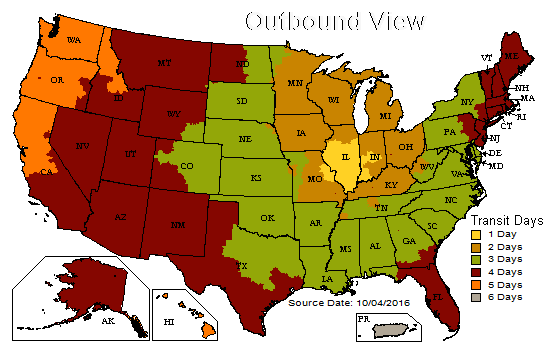 Outbound View
WA
MT
ND
MN
VT
ME
OR
ID
WY
SD
WI
MI
NY
NH
MA
RI
CT
NV
UT
CO
NE
IA
IL
IN
OH
PA
NJ
DE
MD
CA
KS
MO
KY
WV
VA
AZ
NM
OK
AR
TN
NC
SC
TX
LA
MS
AL
GA
FL
AK
HI
PR
Transit Days
1 Day
2 Days
3 Days
4 Days
5 Days
6 Days
Source Date: 10/04/2016